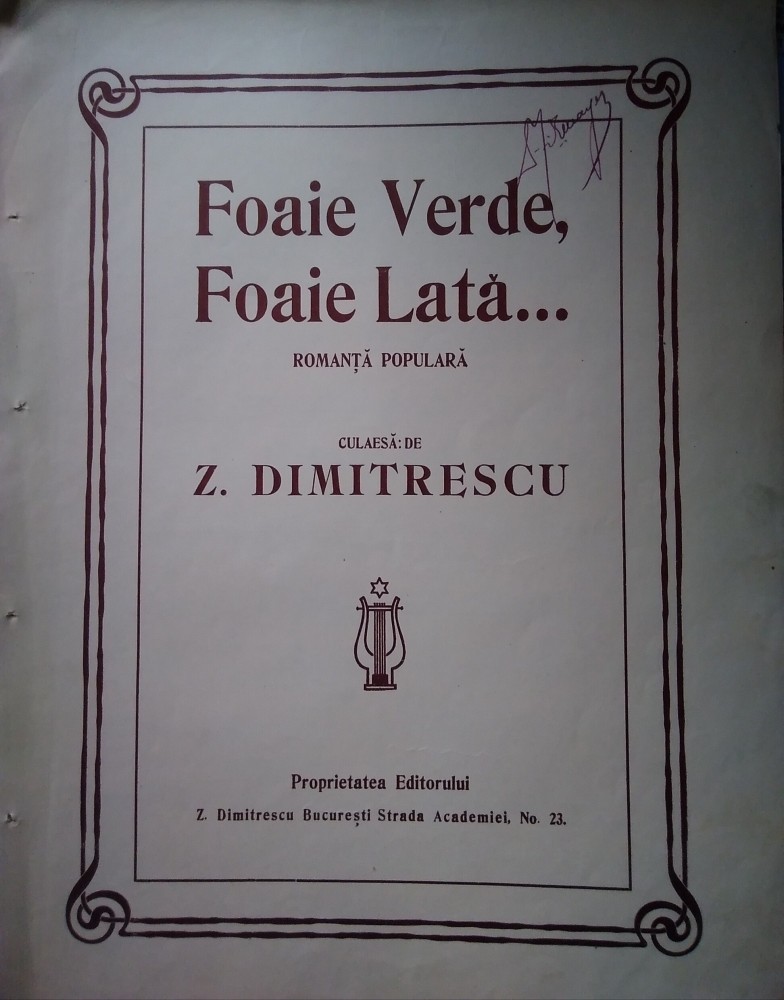 Foaie Verde,
Foaie Lată...
ROMANȚĂ POPULARĂ
CULAESĂ: DE
Z. DIMITRESCU
Proprietatea Editorului
Z. Dimitrescu București Strada Academiei, No. 23.